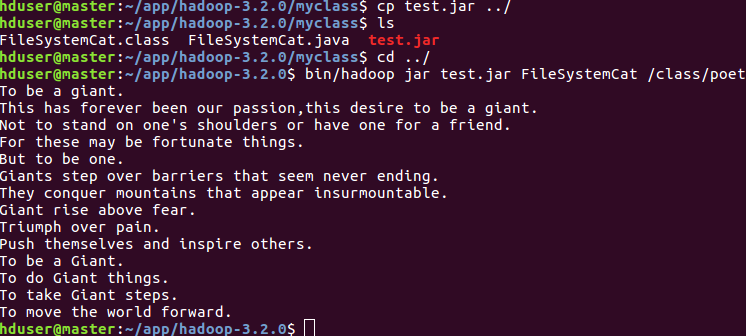 hduser@master:~/app/hadoop-3.2.0/myclass$ cp test.jar ../
hduser@master:~/app/hadoop-3.2.0/myclass$ ls
FileSystemCat.class  FileSystemCat.java  test.jar
hduser@master:~/app/hadoop-3.2.0/myclass$ cd ../
hduser@master:~/app/hadoop-3.2.0$ bin/hadoop jar test.jar FileSystemCat /class/poet
To be a giant.
This has forever been our passion,this desire to be a giant.
Not to stand on one's shoulders or have one for a friend.
For these may be fortunate things.
But to be one.
Giants step over barriers that seem never ending.
They conquer mountains that appear insurmountable.
Giant rise above fear.
Triumph over pain.
Push themselves and inspire others.
To be a Giant.
To do Giant things.
To take Giant steps.
To move the world forward.
hduser@master:~/app/hadoop-3.2.0$